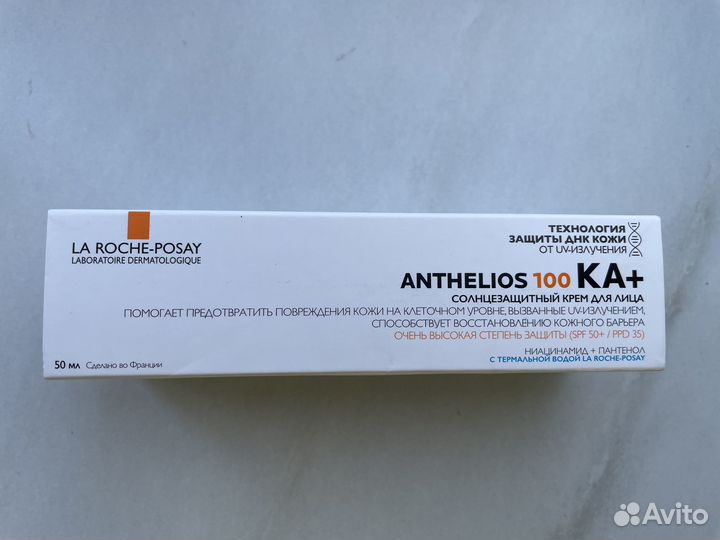 LA ROCHE-POSAY
LABORATOIRE DERMATOLOGIQUE
ТЕХНОЛОГИЯ
ЗАЩИТЫ ДНК КОЖИ
ОТ UV-ИЗЛУЧЕНИЯ
ANTHELIOS 100 KA+
СОЛНЦЕЗАЩИТНЫЙ КРЕМ ДЛЯ ЛИЦА
ПОМОГАЕТ ПРЕДОТВРАТИТЬ ПОВРЕЖДЕНИЯ КОЖИ НА КЛЕТОЧНОМ УРОВНЕ, ВЫЗВАННЫЕ UV-ИЗЛУЧЕНИЕМ,
СПОСОБСТВУЕТ ВОССТАНОВЛЕНИЮ КОЖНОГО БАРЬЕРА
ОЧЕНЬ ВЫСОКАЯ СТЕПЕНЬ ЗАЩИТЫ (SPF 50+ / PPD 35)
НИАЦИНАМИД + ПАНТЕНОЛ
С ТЕРМАЛЬНОЙ ВОДОЙ LA ROCHE-POSAY
50 МЛ Сделано во Франции
Avito